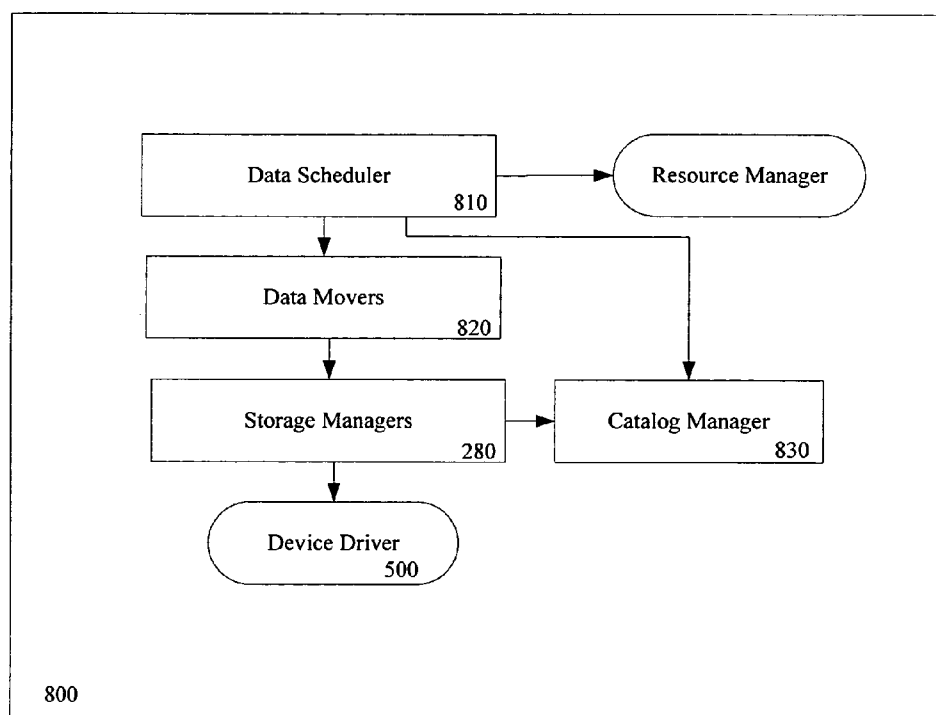 Data Scheduler
810
Resource Manager
Data Movers
820
Storage Managers
280
Catalog Manager
830
Device Driver
500
800